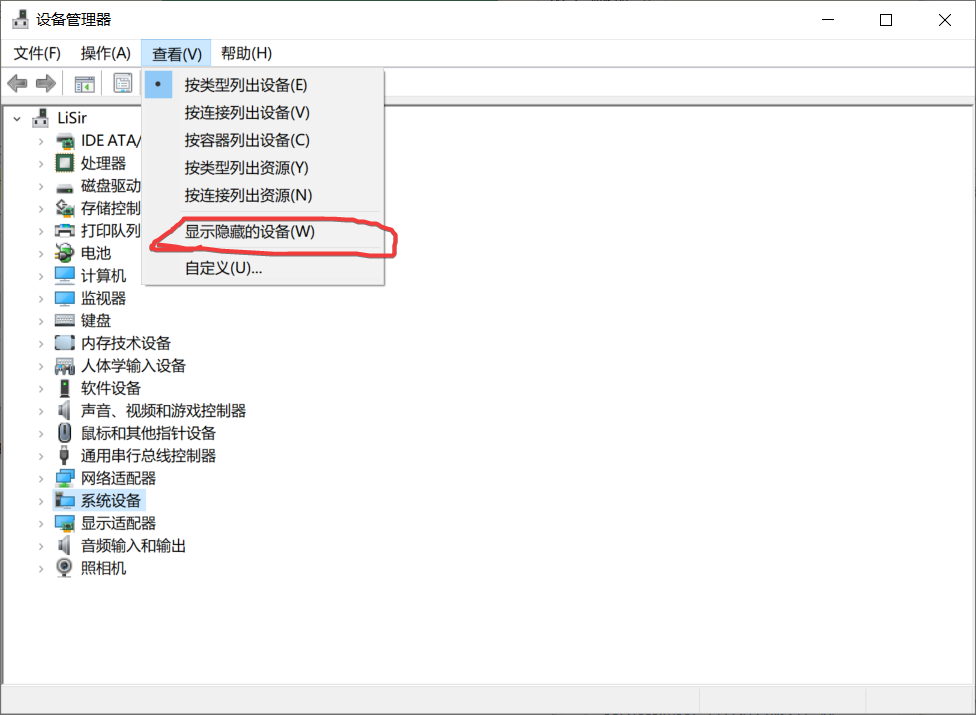 设备管理器
文件(F) 操作(A) 查看(V) 帮助(H)
按类型列出设备(E)
按连接列出设备(V)
按容器列出设备(C)
按类型列出资源(Y)
按连接列出资源(N)
显示隐藏的设备(W)
自定义(U)...
LiSir
IDE ATA/
处理器
磁盘驱动
存储控制
打印队列
电池
计算机
监视器
键盘
内存技术设备
人体学输入设备
软件设备
声音、视频和游戏控制器
鼠标和其他指针设备
通用串行总线控制器
网络适配器
系统设备
显示适配器
音频输入和输出
照相机